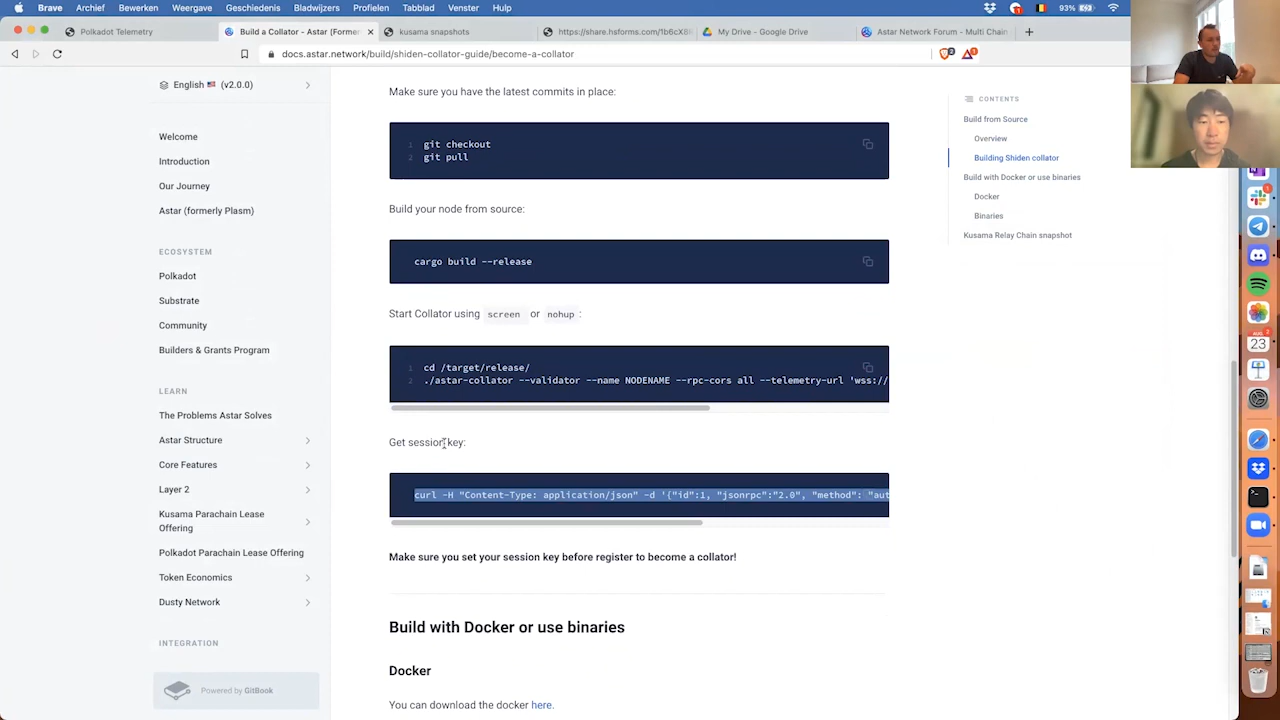 Brave
Archief
Bewerken
Weergave
Geschiedenis
Bladwijzers
Profielen
Tabblad
Venster
Help
93%
Polkadot Telemetry
Build a Collator - Astar (Former
kusama snapshots
https://share.hsforms.com/1b6cX8
My Drive - Google Drive
Astar Network Forum - Multi Chain
docs.astar.network/build/shiden-collator-guide/become-a-collator
English (v2.0.0)
Welcome
Introduction
Our Journey
Astar (formerly Plasm)
ECOSYSTEM
Polkadot
Substrate
Community
Builders & Grants Program
LEARN
The Problems Astar Solves
Astar Structure
Core Features
Layer 2
Kusama Parachain Lease
Offering
Polkadot Parachain Lease Offering
Token Economics
Dusty Network
INTEGRATION
Powered by GitBook
Make sure you have the latest commits in place:
1 git checkout
2 git pull
Build your node from source:
cargo build --release
Start Collator using screen or nohup :
1 cd /target/release/
2 ./astar-collator --validator --name NODENAME --rpc-cors all --telemetry-url 'wss://
Get session key:
curl -H "Content-Type: application/json" -d '{"id":1, "jsonrpc":"2.0", "method": "aut
Make sure you set your session key before register to become a collator!
Build with Docker or use binaries
Docker
You can download the docker here.
CONTENTS
Build from Source
Overview
Building Shiden collator
Build with Docker or use binaries
Docker
Binaries
Kusama Relay Chain snapshot
AUG
23